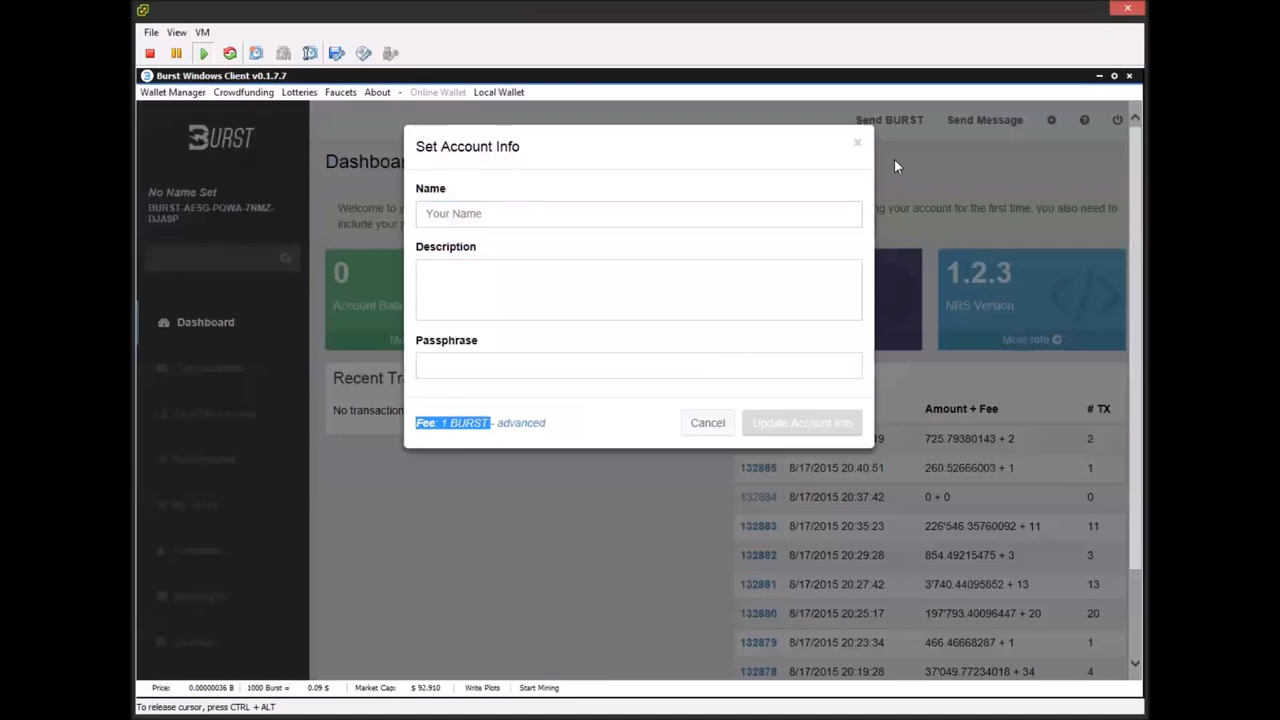 File View VM
Burst Windows Client v0.1.7.7
Wallet Manager Crowdfunding Lotteries Faucets About - Online Wallet Local Wallet
BURST
Send BURST Send Message
Set Account Info
×
Dashboa
No Name Set
BURST-AE5G-PQWA-7NMZ-
DJA9P
Name
Your Name
Welcome to y
ng your account for the first time, you also need to
include your p
Description
0
Account Bala
Mo
1.2.3
NRS Version
More Info
Dashboard
Passphrase
Recent Tr
No transaction
Fee: 1 BURST - advanced
Cancel
Update Account Info
Amount + Fee # TX
19 725.79380143 + 2 2
132885 8/17/2015 20:40:51 260.52666003 + 1 1
132884 8/17/2015 20:37:42 0 + 0 0
132883 8/17/2015 20:35:23 226'546.35760092 + 11 11
132882 8/17/2015 20:29:28 854.49215475 + 3 3
132881 8/17/2015 20:27:42 3'740.44095852 + 13 13
132880 8/17/2015 20:25:17 197'793.40096447 + 20 20
132879 8/17/2015 20:23:34 466.46668287 + 1 1
132878 8/17/2015 20:19:28 37'049.77234018 + 34 4
Price: 0.00000036 B 1000 Burst = 0.09 $ Market Cap: $ 92.910 Write Plots Start Mining
To release cursor, press CTRL + ALT